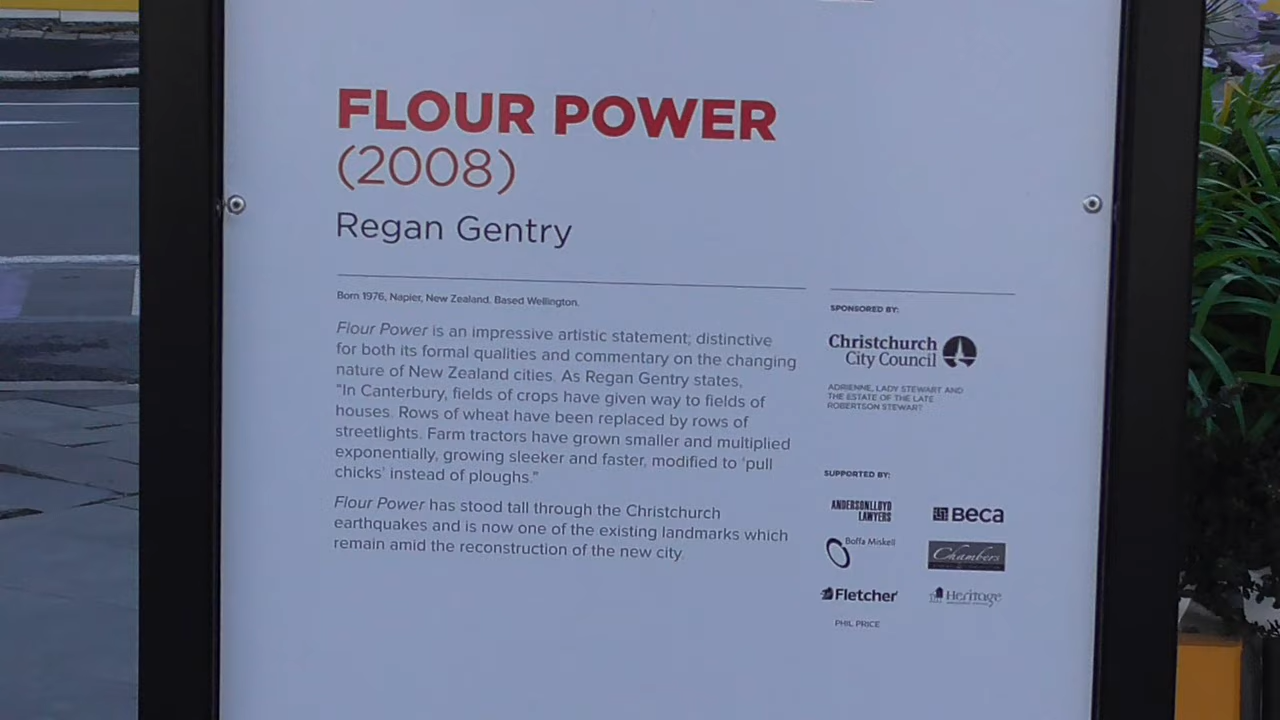 FLOUR POWER
(2008)
Regan Gentry
Born 1976, Napier, New Zealand. Based Wellington.
Flour Power is an impressive artistic statement; distinctive
for both its formal qualities and commentary on the changing
nature of New Zealand cities. As Regan Gentry states,
"In Canterbury, fields of crops have given way to fields of
houses. Rows of wheat have been replaced by rows of
streetlights. Farm tractors have grown smaller and multiplied
exponentially, growing sleeker and faster, modified to 'pull
chicks' instead of ploughs."
Flour Power has stood tall through the Christchurch
earthquakes and is now one of the existing landmarks which
remain amid the reconstruction of the new city.
SPONSORED BY:
Christchurch
City Council
ADRIENNE, LADY STEWART AND
THE ESTATE OF THE LATE
ROBERTSON STEWART
SUPPORTED BY:
ANDERSONLLOYD
LAWYERS
Beca
Boffa Miskell
Chambers
Fletcher
Heritage
PHIL PRICE